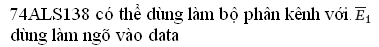 74ALS138 có thể dùng làm bộ phân kênh với E̅₁
dùng làm ngõ vào data